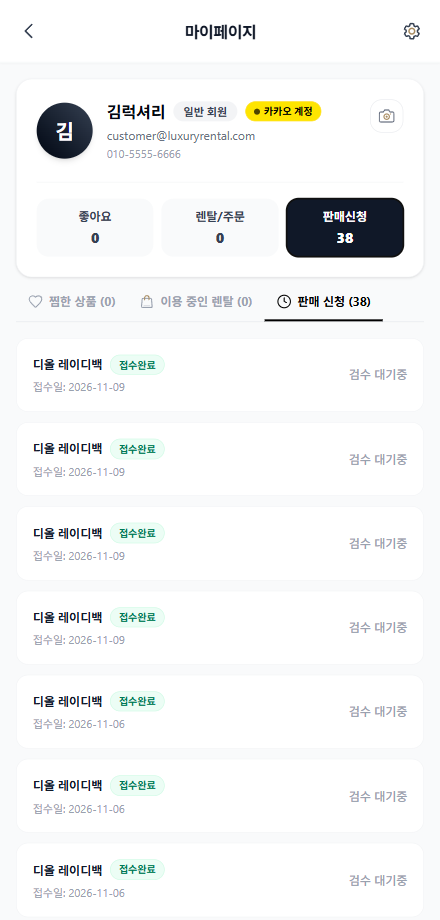 마이페이지
김
김럭셔리 일반 회원 카카오 계정
customer@luxuryrental.com
010-5555-6666
좋아요 렌탈/주문 판매신청
0 0 38
찜한 상품 (0) 이용 중인 렌탈 (0) 판매 신청 (38)
디올 레이디백 접수완료
검수 대기중
접수일: 2026-11-09
디올 레이디백 접수완료
검수 대기중
접수일: 2026-11-09
디올 레이디백 접수완료
검수 대기중
접수일: 2026-11-09
디올 레이디백 접수완료
검수 대기중
접수일: 2026-11-09
디올 레이디백 접수완료
검수 대기중
접수일: 2026-11-06
디올 레이디백 접수완료
검수 대기중
접수일: 2026-11-06
디올 레이디백 접수완료
검수 대기중
접수일: 2026-11-06